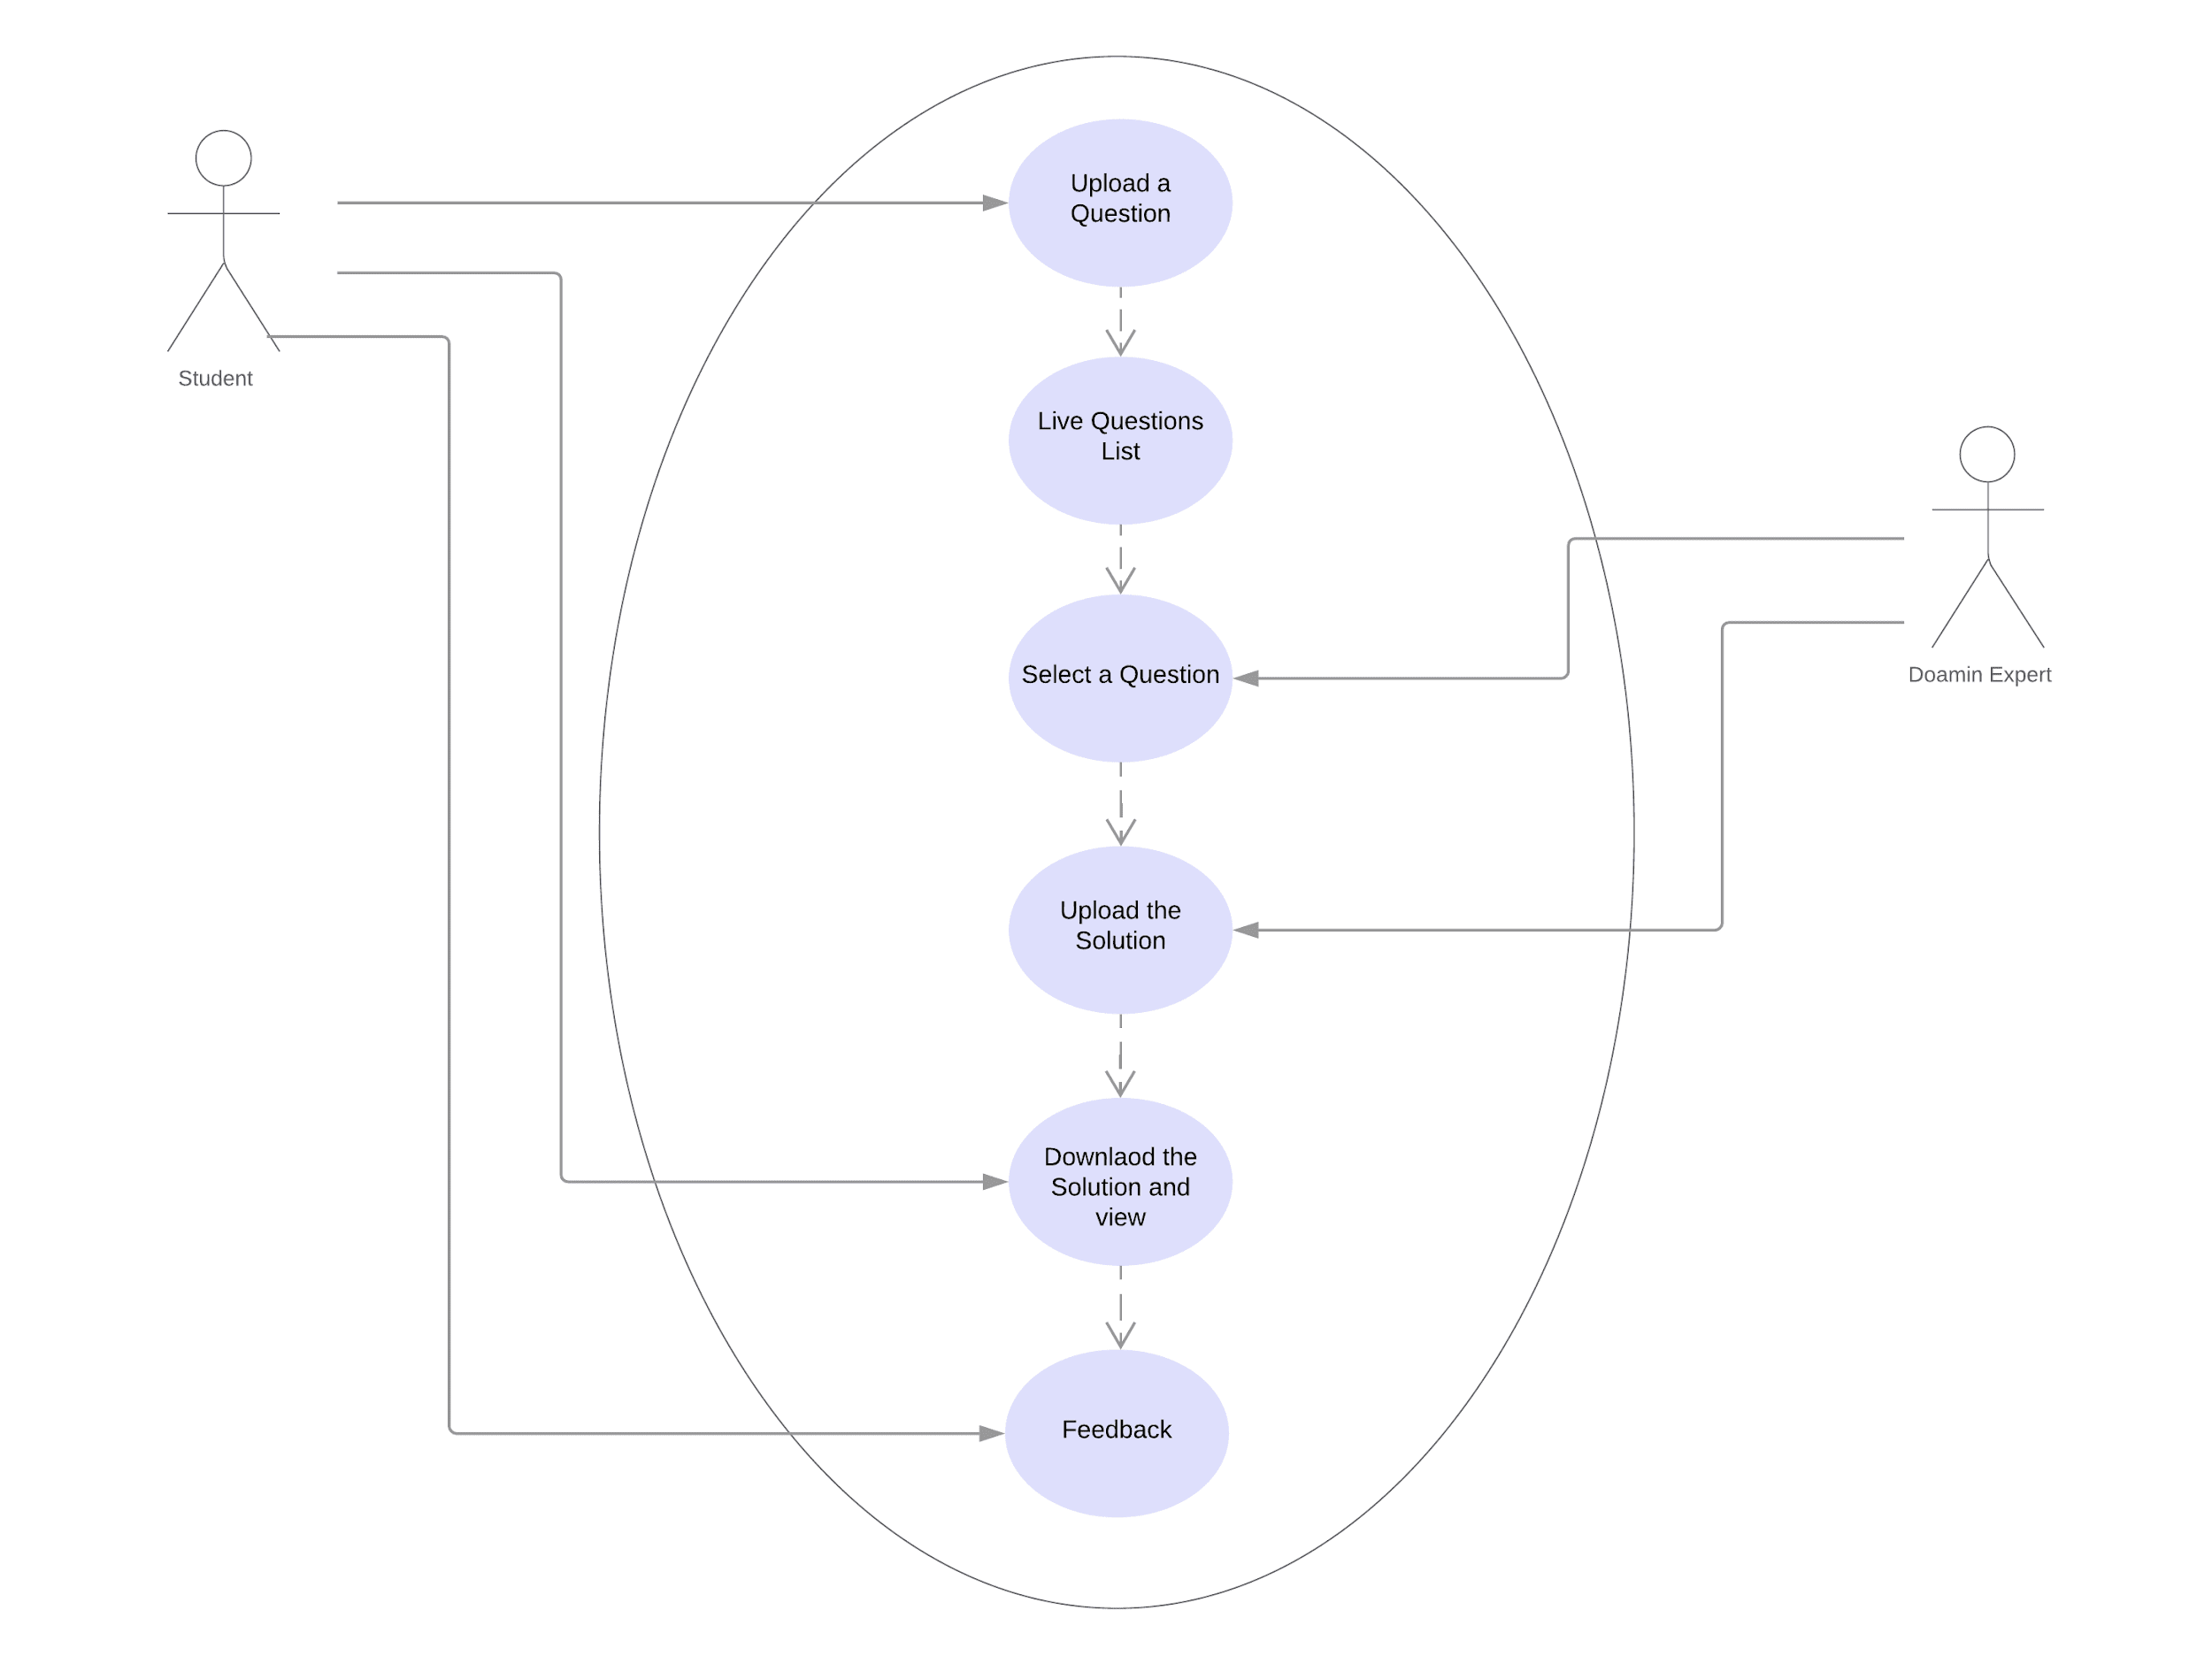 Upload a
Question
Student
Live Questions
List
Select a Question
Doamin Expert
Upload the
Solution
Downlaod the
Solution and
view
Feedback